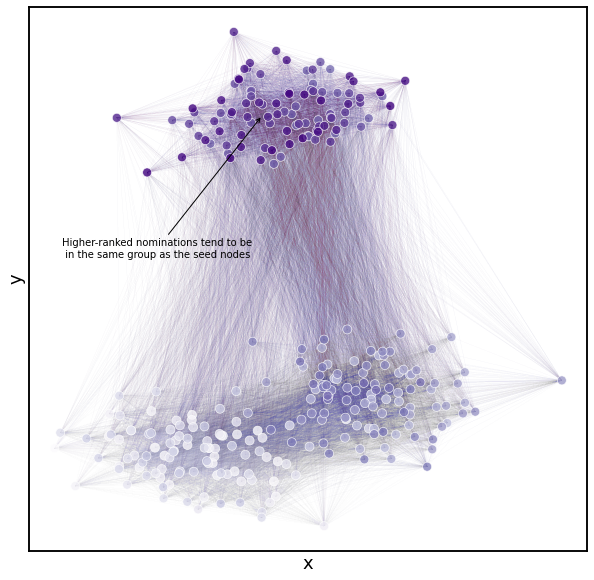 Higher-ranked nominations tend to be
in the same group as the seed nodes
y
x